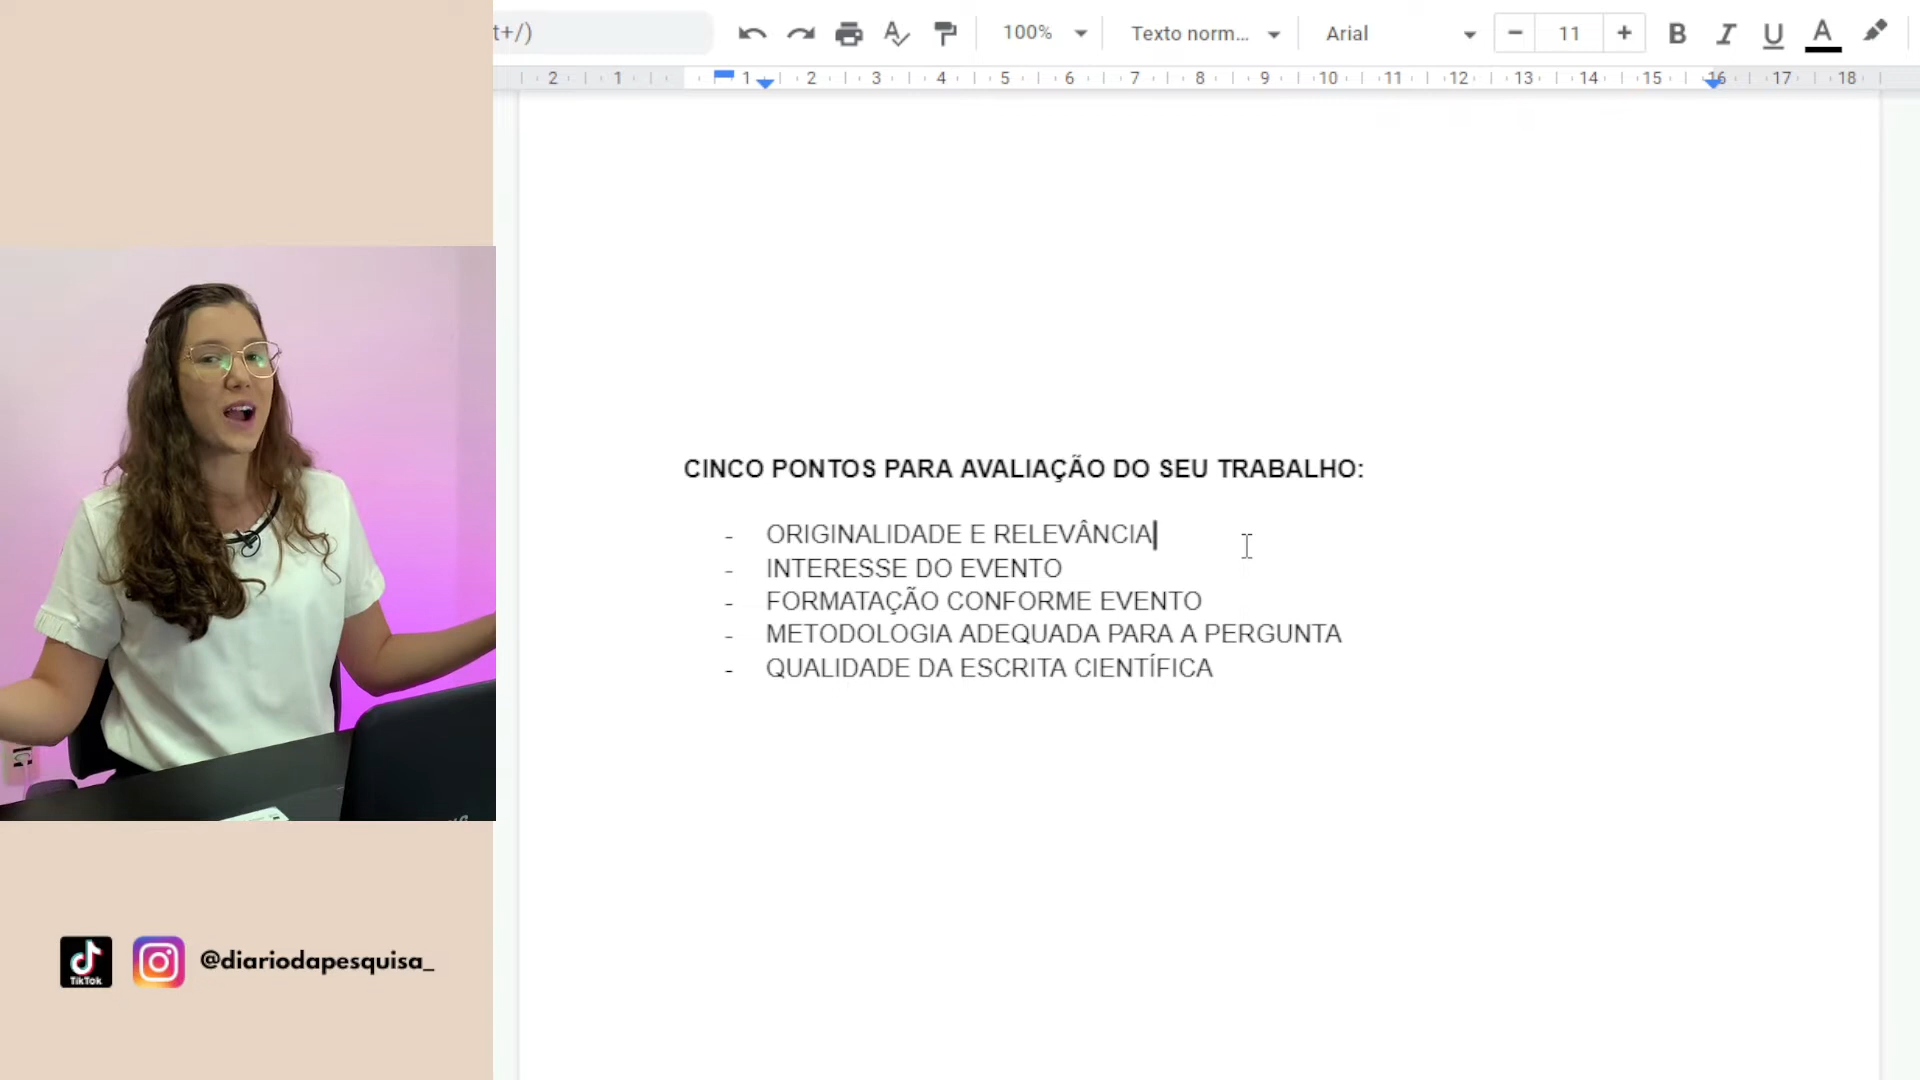 t+/)
100%
Texto norm...
Arial
11
B I U A
2 1 1 2 3 4 5 6 7 8 9 10 11 12 13 14 15 16 17 18
CINCO PONTOS PARA AVALIAÇÃO DO SEU TRABALHO:
- ORIGINALIDADE E RELEVÂNCIA
- INTERESSE DO EVENTO
- FORMATAÇÃO CONFORME EVENTO
- METODOLOGIA ADEQUADA PARA A PERGUNTA
- QUALIDADE DA ESCRITA CIENTÍFICA
TikTok
@diariodapesquisa_